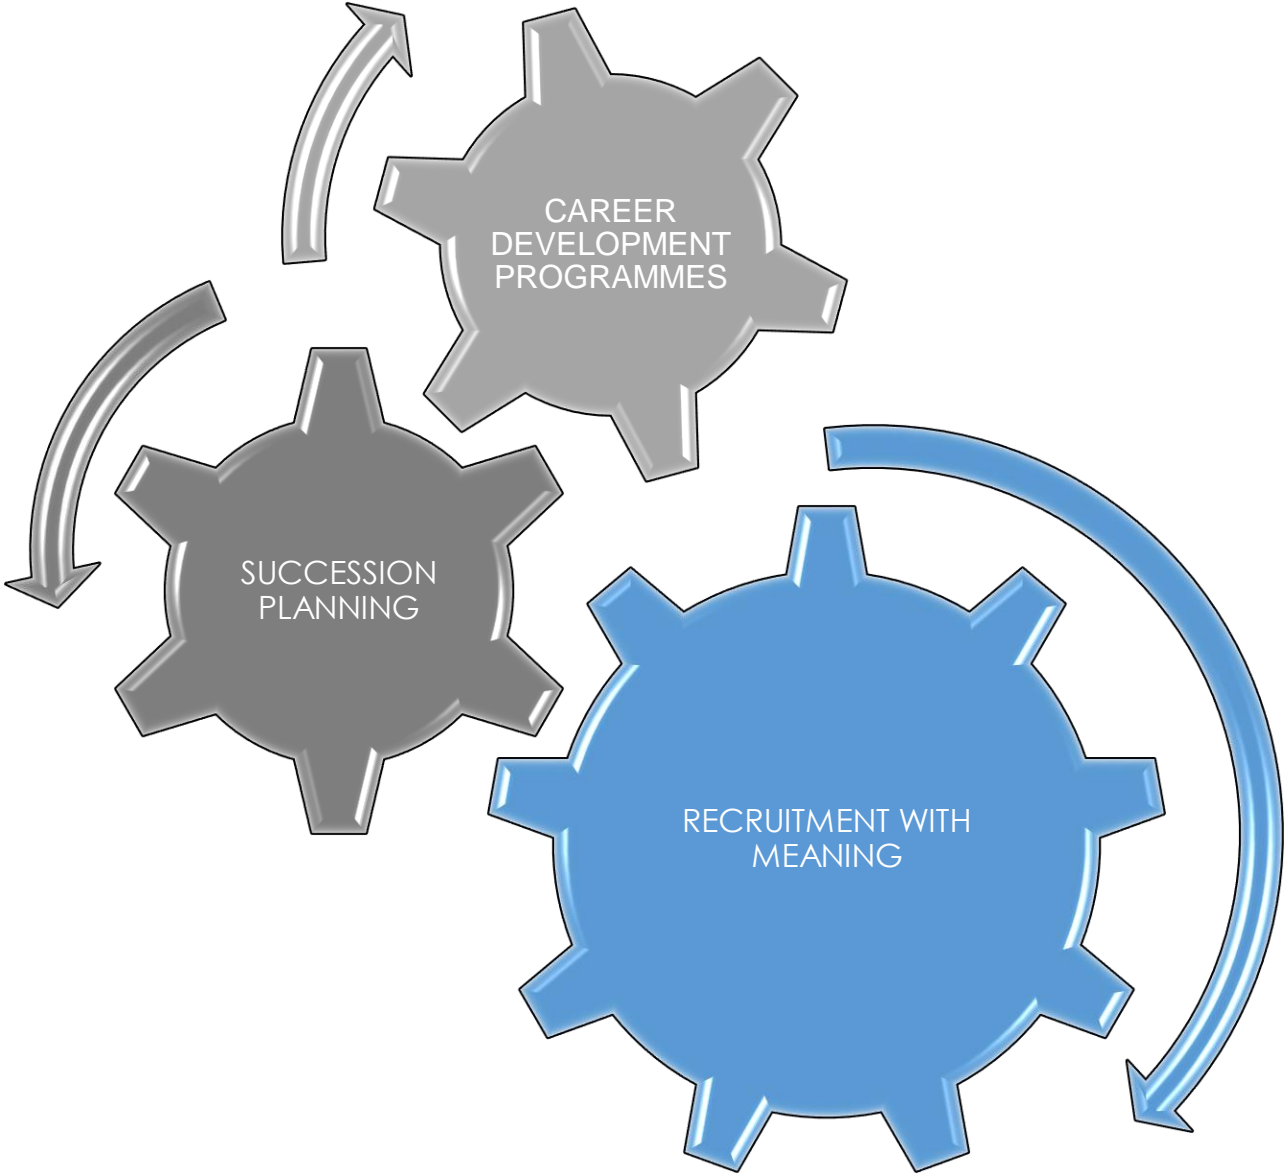 CAREER
DEVELOPMENT
PROGRAMMES
SUCCESSION
PLANNING
RECRUITMENT WITH
MEANING